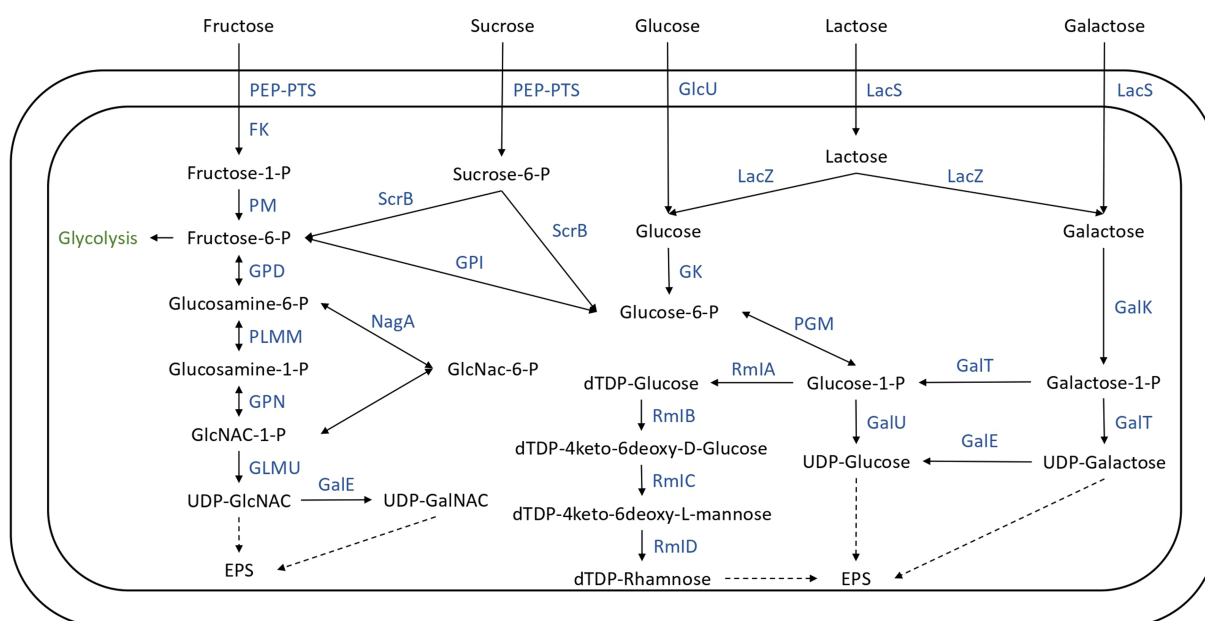 Fructose
Sucrose
Glucose
Lactose
Galactose
PEP-PTS
PEP-PTS
GlcU
LacS
LacS
FK
Lactose
Fructose-1-P
Sucrose-6-P
LacZ
LacZ
PM
ScrB
ScrB
Glycolysis
Fructose-6-P
Glucose
Galactose
GPD
GPI
GK
Glucosamine-6-P
Glucose-6-P
GalK
NagA
PGM
PLMM
Glucosamine-1-P
GlcNac-6-P
RmIA
GalT
dTDP-Glucose
Glucose-1-P
Galactose-1-P
GPN
RmIB
GalU
GalT
GlcNAC-1-P
dTDP-4keto-6deoxy-D-Glucose
GalE
UDP-Glucose
UDP-Galactose
GLMU
RmIC
GalE
UDP-GlcNAC
UDP-GalNAC
dTDP-4keto-6deoxy-L-mannose
RmID
EPS
dTDP-Rhamnose
EPS